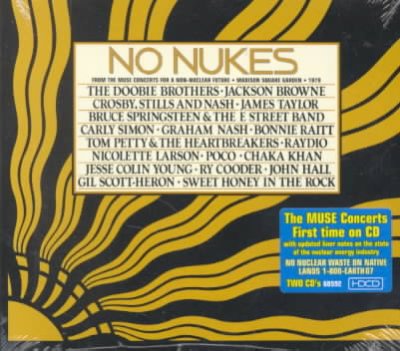 NO NUKES
FROM THE MUSE CONCERTS FOR A NON-NUCLEAR FUTURE • MADISON SQUARE GARDEN • 1979
THE DOOBIE BROTHERS · JACKSON BROWNE
CROSBY, STILLS AND NASH · JAMES TAYLOR
BRUCE SPRINGSTEEN & THE E STREET BAND
CARLY SIMON · GRAHAM NASH · BONNIE RAITT
TOM PETTY & THE HEARTBREAKERS · RAYDIO
NICOLETTE LARSON · POCO · CHAKA KHAN
JESSE COLIN YOUNG · RY COODER · JOHN HALL
GIL SCOTT-HERON · SWEET HONEY IN THE ROCK
The MUSE Concerts
First time on CD
with updated liner notes on the state
of the nuclear energy industry
NO NUCLEAR WASTE ON NATIVE
LANDS 1-800-EARTH87
TWO CD's 60592 HDCD